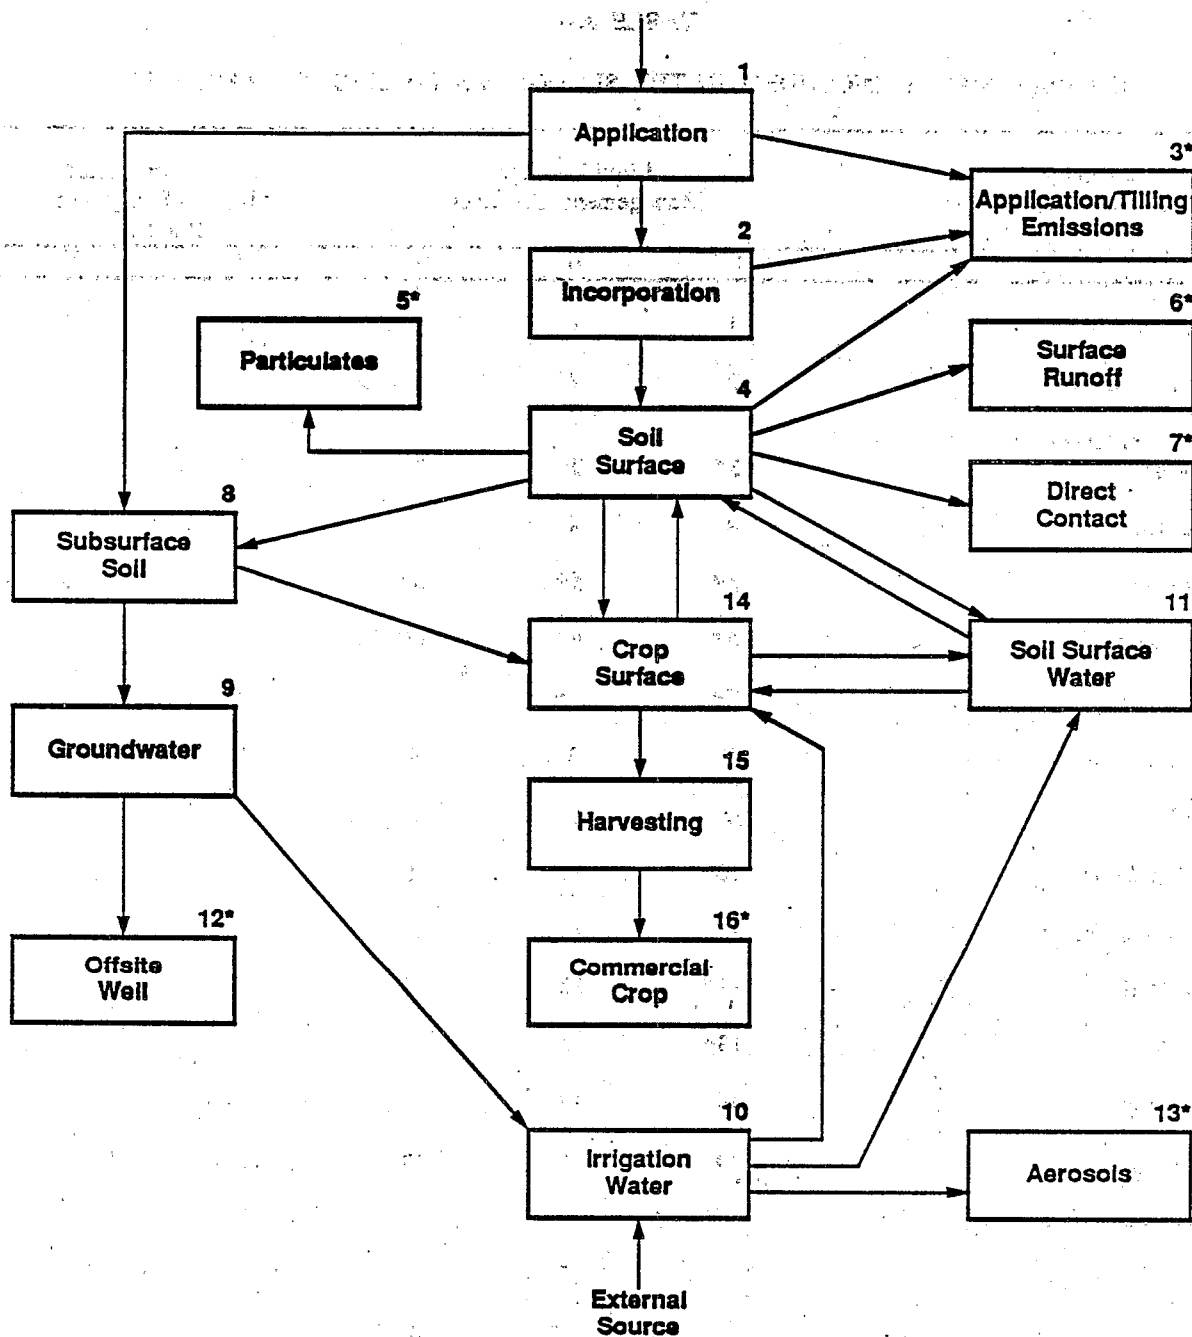 1
Application
3*
Application/Tilling
Emissions
2
Incorporation
5*
Particulates
6*
Surface
Runoff
4
Soil
Surface
7*
Direct
Contact
8
Subsurface
Soil
14
Crop
Surface
11
Soil Surface
Water
9
Groundwater
15
Harvesting
12*
Offsite
Well
16*
Commercial
Crop
10
Irrigation
Water
13*
Aerosols
External
Source